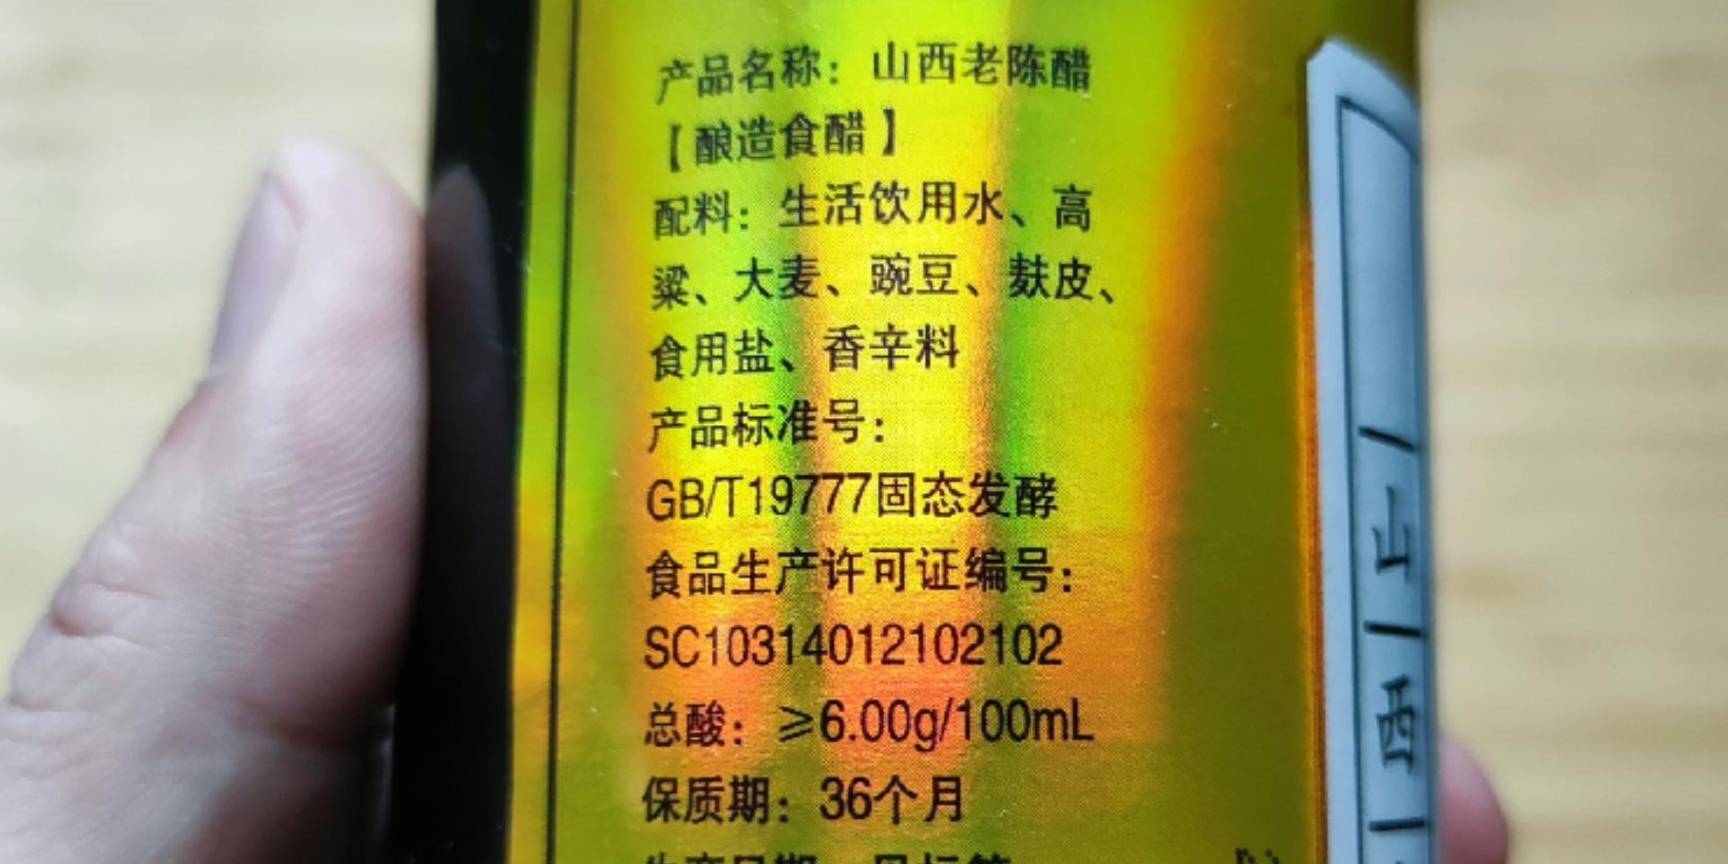 产品名称：山西老陈醋
【酿造食醋】
配料：生活饮用水、高
粱、大麦、豌豆、麸皮、
食用盐、香辛料
产品标准号：
GB/T19777固态发酵
食品生产许可证编号：
SC10314012102102
总酸：≥6.00g/100mL
保质期：36个月
山西